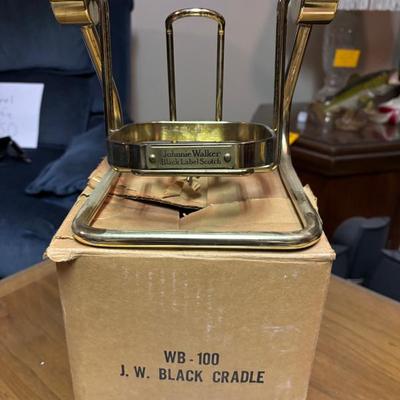 Johnnie Walker
Black Label Scotch
WB-100
J. W. BLACK CRADLE